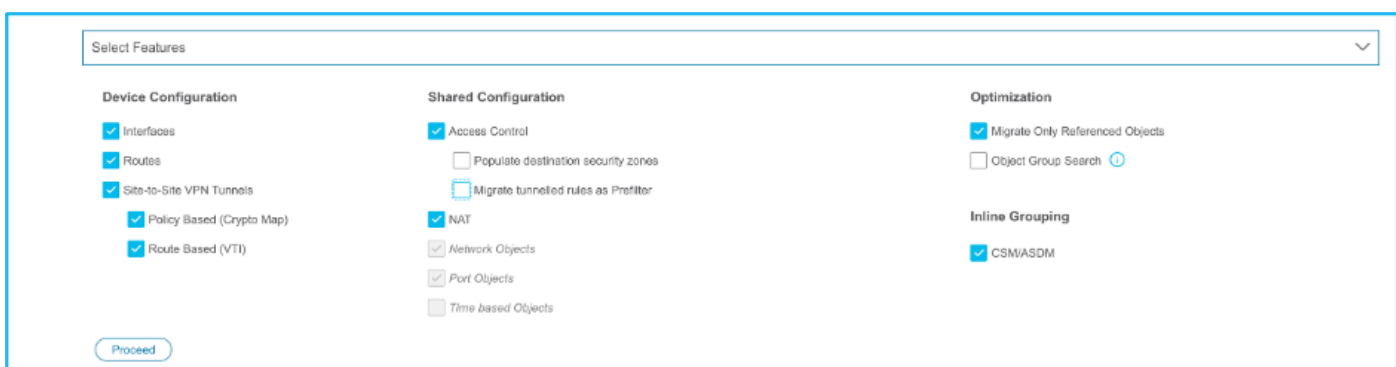 Select Features
Device Configuration
Interfaces
Routes
Site-to-Site VPN Tunnels
Policy Based (Crypto Map)
Route Based (VTI)
Shared Configuration
Access Control
Populate destination security zones
Migrate tunnelled rules as Prefilter
NAT
Network Objects
Port Objects
Time based Objects
Optimization
Migrate Only Referenced Objects
Object Group Search
Inline Grouping
CSM/ASDM
Proceed